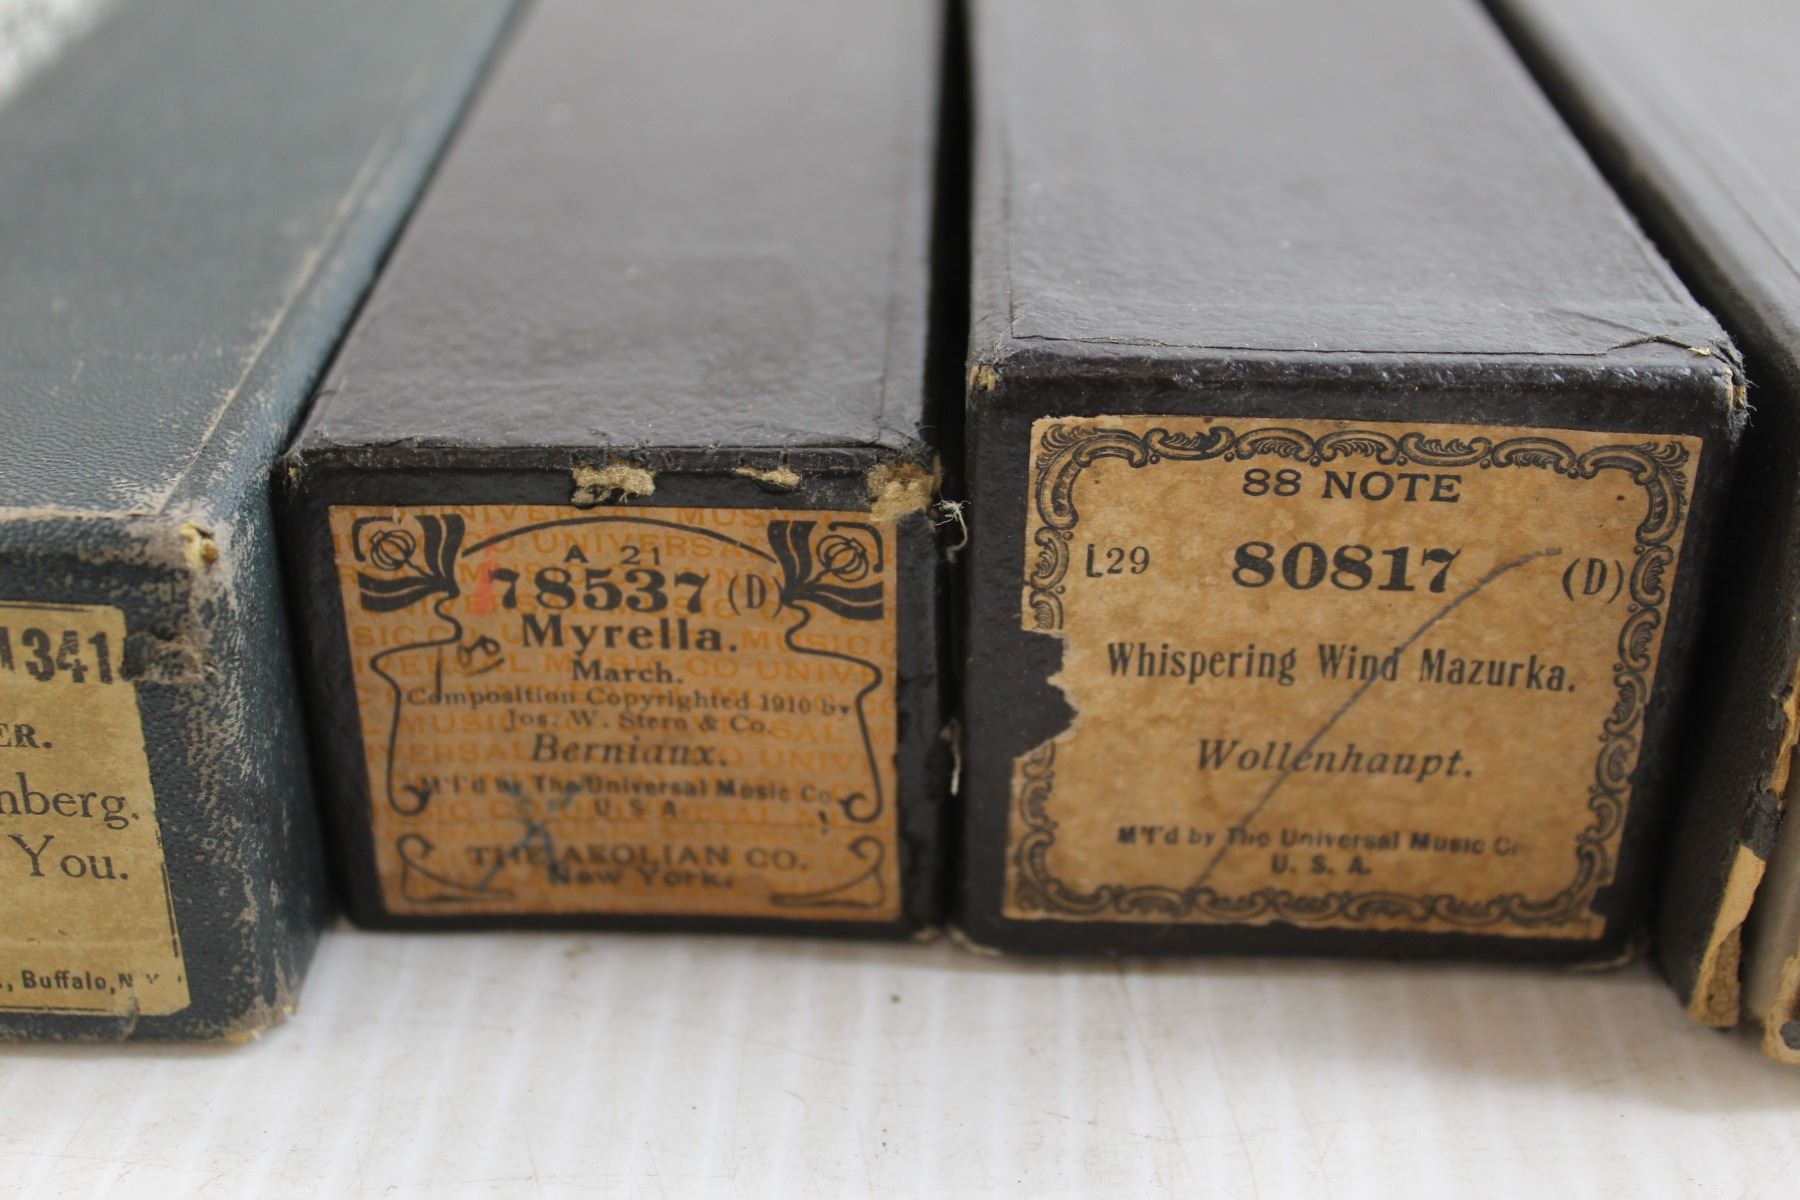 1341
ER.
nberg.
You.
Buffalo, N.Y.
A 21
78537 (D)
Myrella.
March.
Composition Copyrighted 1910 by
Jos. W. Stern & Co.
Berniaux.
M'f'd by The Universal Music Co.
U.S.A.
THE AEOLIAN CO.
New York.
88 NOTE
L29 80817 (D)
Whispering Wind Mazurka.
Wollenhaupt.
M'f'd by The Universal Music Co
U. S. A.